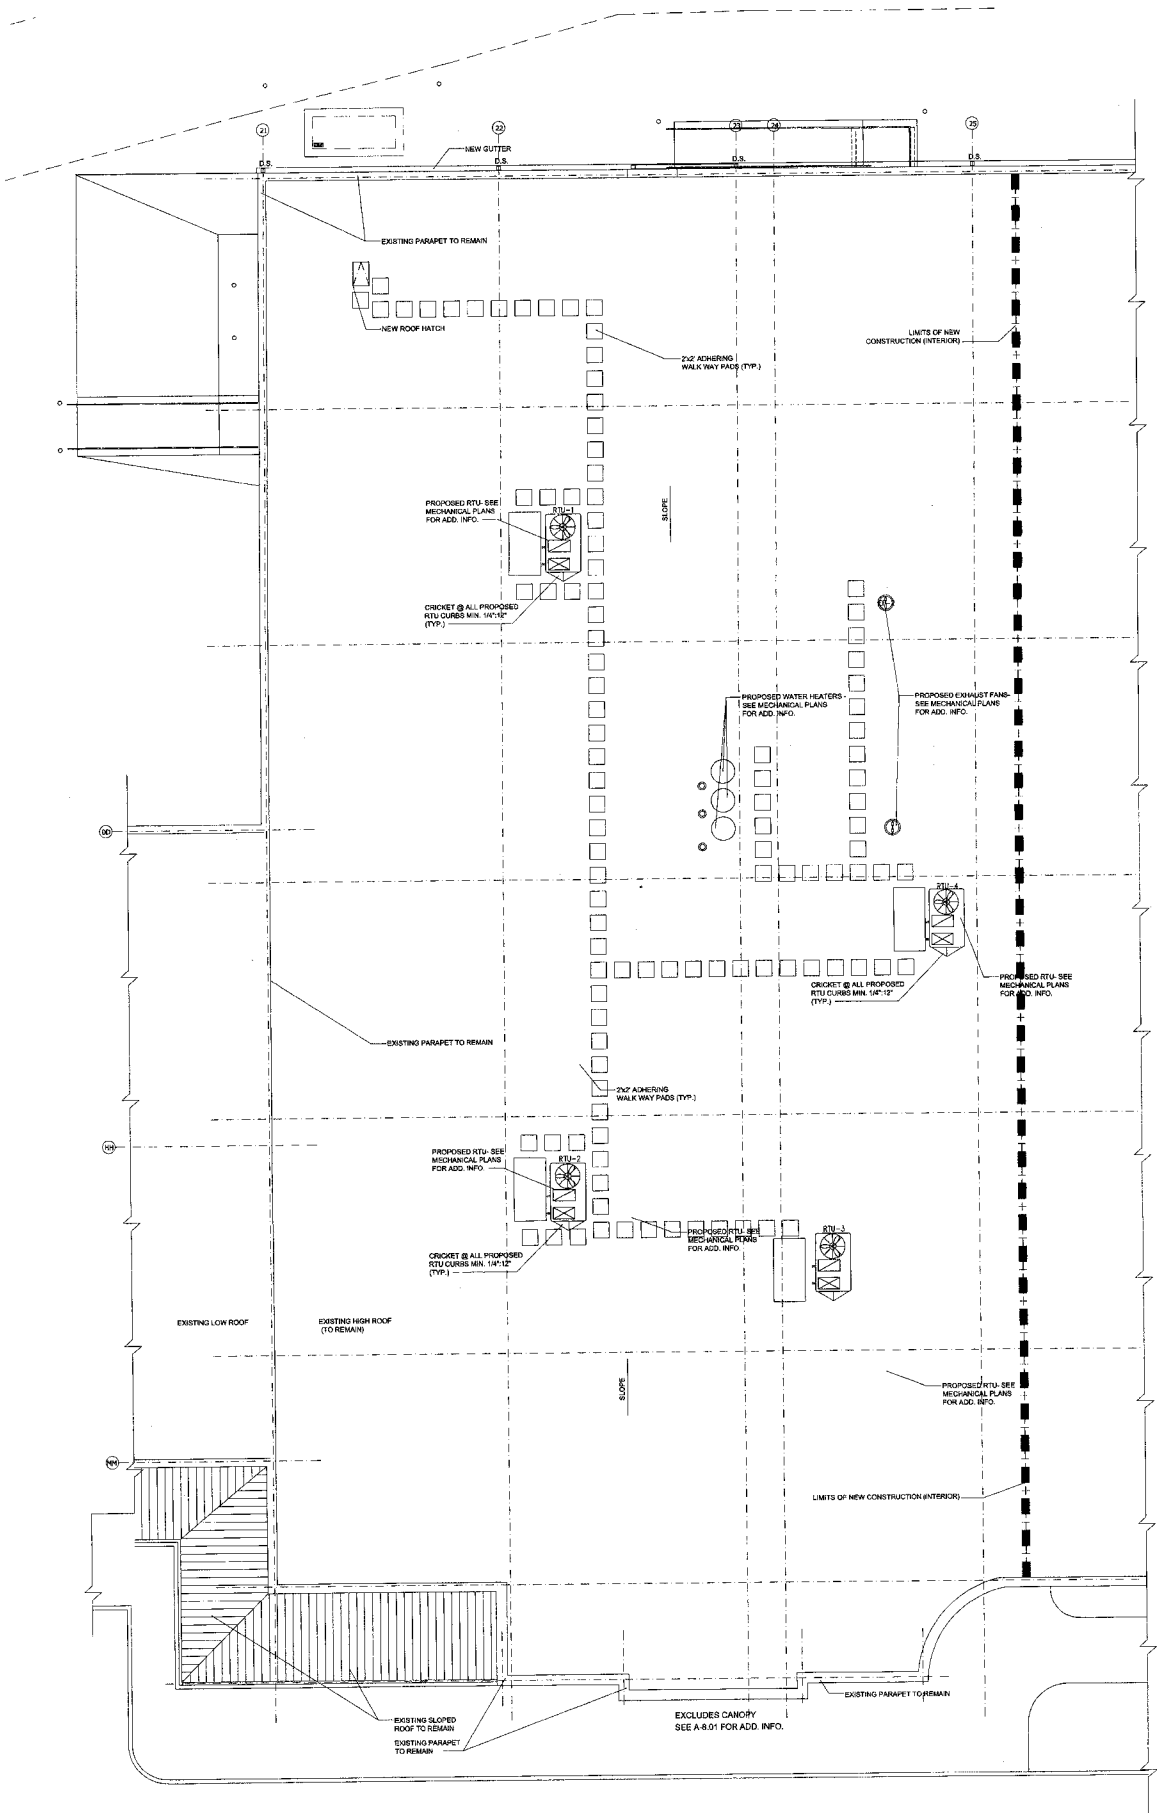 21
22
23
24
25
D.S.
D.S.
D.S.
D.S.
NEW GUTTER
EXISTING PARAPET TO REMAIN
NEW ROOF HATCH
LIMITS OF NEW
CONSTRUCTION (INTERIOR)
2'x2' ADHERING
WALK WAY PADS (TYP.)
PROPOSED RTU- SEE
MECHANICAL PLANS
FOR ADD. INFO.
RTU-1
SLOPE
CRICKET @ ALL PROPOSED
RTU CURBS MIN. 1/4":12"
(TYP.)
PROPOSED WATER HEATERS -
SEE MECHANICAL PLANS
FOR ADD. INFO.
PROPOSED EXHAUST FANS-
SEE MECHANICAL PLANS
FOR ADD. INFO.
DD
RTU-4
PROPOSED RTU- SEE
MECHANICAL PLANS
FOR ADD. INFO.
CRICKET @ ALL PROPOSED
RTU CURBS MIN. 1/4":12"
(TYP.)
EXISTING PARAPET TO REMAIN
2'x2' ADHERING
WALK WAY PADS (TYP.)
HH
PROPOSED RTU- SEE
MECHANICAL PLANS
FOR ADD. INFO.
RTU-2
PROPOSED RTU- SEE
MECHANICAL PLANS
FOR ADD. INFO.
RTU-3
CRICKET @ ALL PROPOSED
RTU CURBS MIN. 1/4":12"
(TYP.)
EXISTING LOW ROOF
EXISTING HIGH ROOF
(TO REMAIN)
SLOPE
PROPOSED RTU- SEE
MECHANICAL PLANS
FOR ADD. INFO.
MM
LIMITS OF NEW CONSTRUCTION (INTERIOR)
EXISTING PARAPET TO REMAIN
EXISTING SLOPED
ROOF TO REMAIN
EXISTING PARAPET
TO REMAIN
EXCLUDES CANOPY
SEE A-8.01 FOR ADD. INFO.